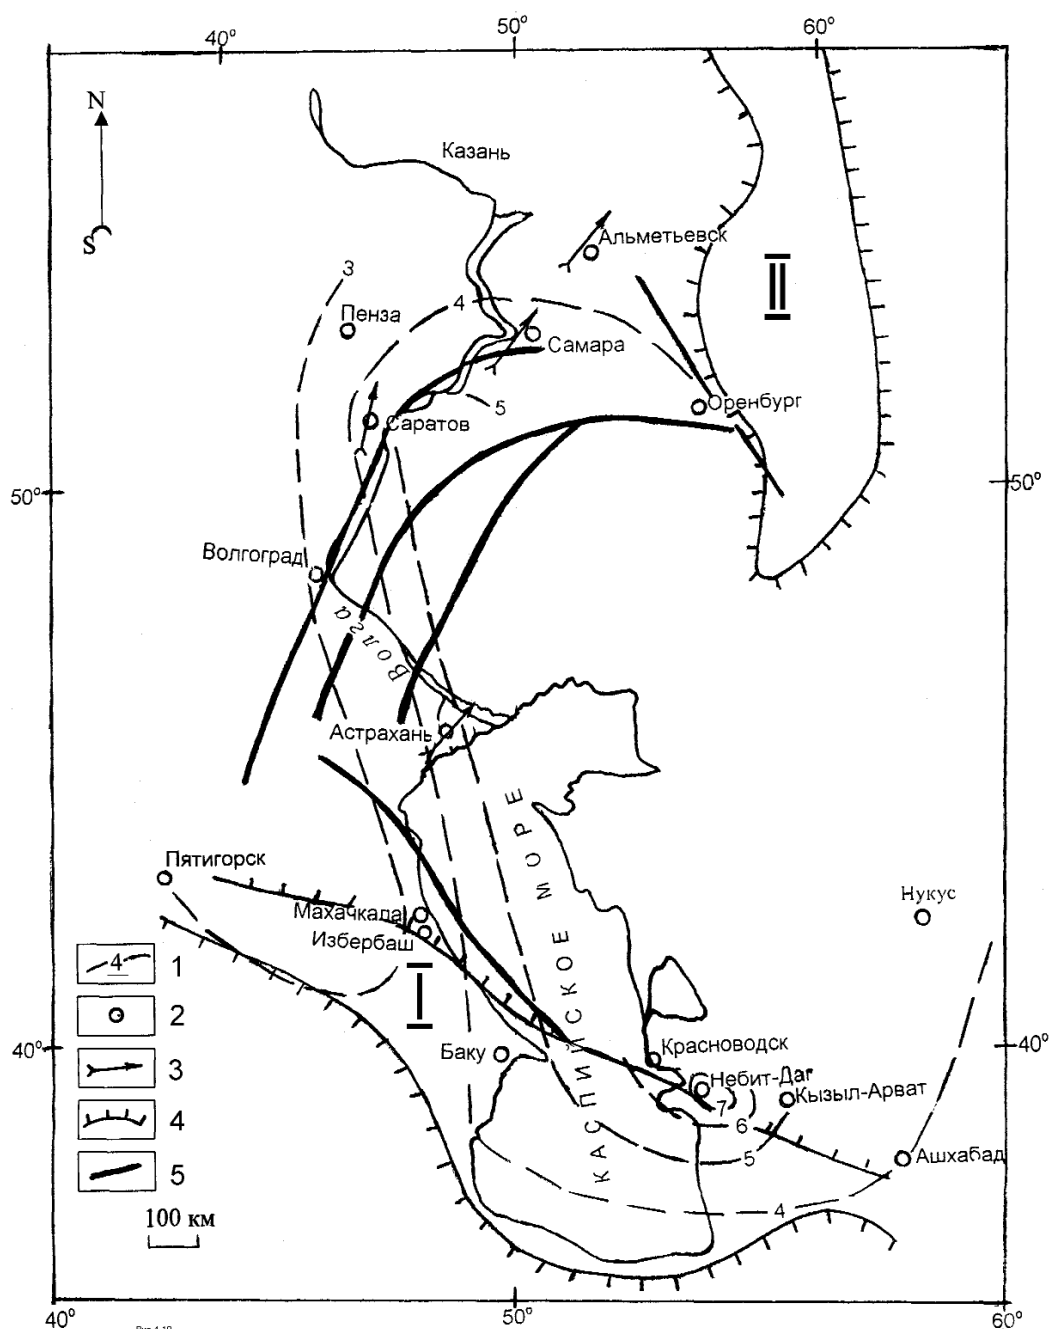 40°
50°
60°
N
S
Казань
Альметьевск
II
3
4
Пенза
Самара
5
Оренбург
Саратов
50°
50°
Волгоград
Волга
Астрахань
КАСПИЙСКОЕ МОРЕ
Пятигорск
Махачкала
Избербаш
Нукус
I
4
1
2
3
4
5
100 км
40°
40°
Баку
Красноводск
Небит-Даг
7
Кызыл-Арват
6
5
Ашхабад
4
40°
50°
60°